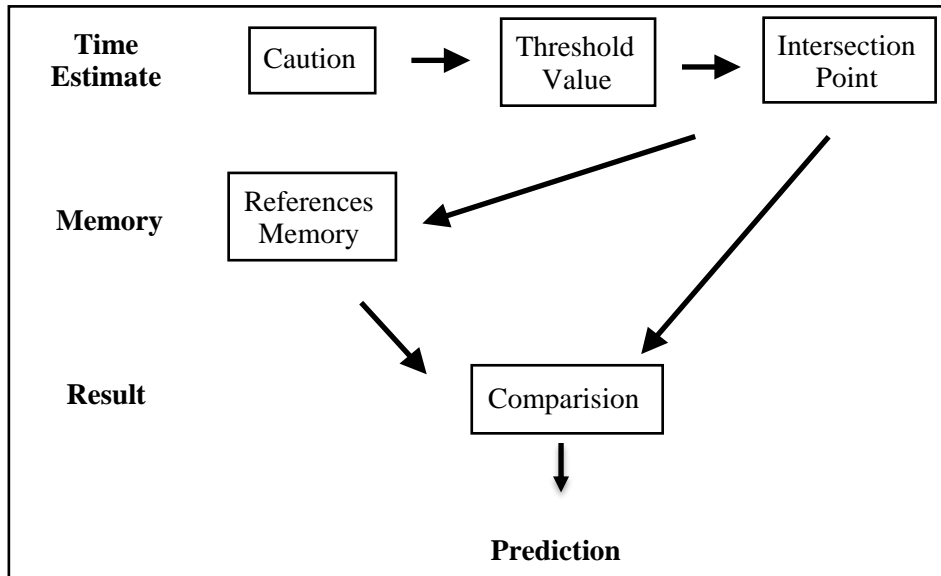 Time
Estimate
Caution
Threshold
Value
Intersection
Point
Memory
References
Memory
Result
Comparision
Prediction